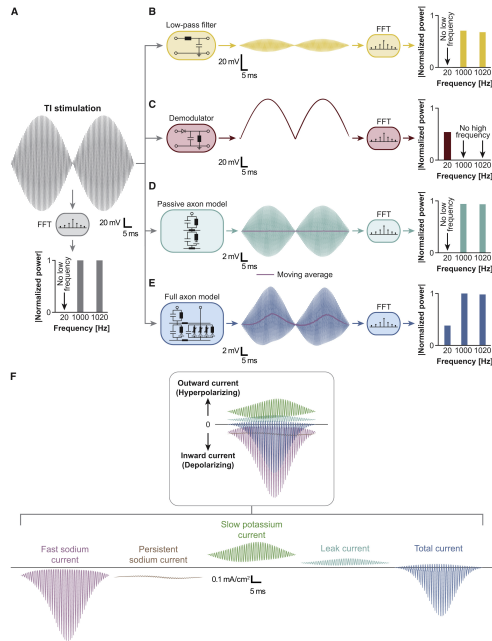 A
TI stimulation
FFT
20 mV
5 ms
|Normalized power|
1
0
No low
frequency
20 1000 1020
Frequency [Hz]
B
Low-pass filter
20 mV
5 ms
FFT
|Normalized power|
1
0
No low
frequency
20 1000 1020
Frequency [Hz]
C
Demodulator
20 mV
5 ms
FFT
|Normalized power|
1
0
No high
frequency
20 1000 1020
Frequency [Hz]
D
Passive axon model
2 mV
5 ms
FFT
|Normalized power|
1
0
No low
frequency
20 1000 1020
Frequency [Hz]
E
Full axon model
Moving average
2 mV
5 ms
FFT
|Normalized power|
1
0
20 1000 1020
Frequency [Hz]
F
Outward current
(Hyperpolarizing)
0
Inward current
(Depolarizing)
Fast sodium
current
Persistent
sodium current
Slow potassium
current
Leak current
Total current
0.1 mA/cm²
5 ms